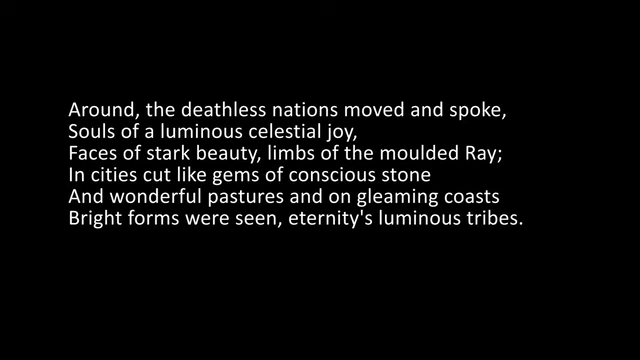 Around, the deathless nations moved and spoke,
Souls of a luminous celestial joy,
Faces of stark beauty, limbs of the moulded Ray;
In cities cut like gems of conscious stone
And wonderful pastures and on gleaming coasts
Bright forms were seen, eternity's luminous tribes.